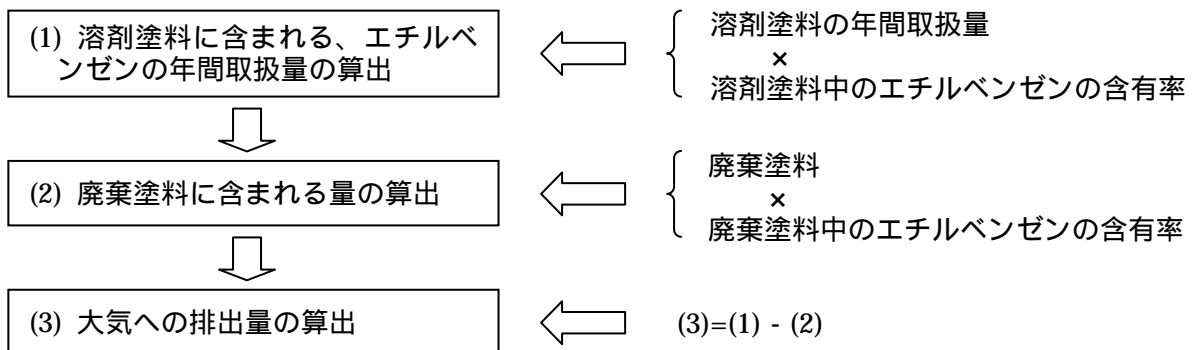 (1) 溶剤塗料に含まれる、エチルベ
ンゼンの年間取扱量の算出
溶剤塗料の年間取扱量
×
溶剤塗料中のエチルベンゼンの含有率
(2) 廃棄塗料に含まれる量の算出
廃棄塗料
×
廃棄塗料中のエチルベンゼンの含有率
(3) 大気への排出量の算出
(3)=(1) - (2)